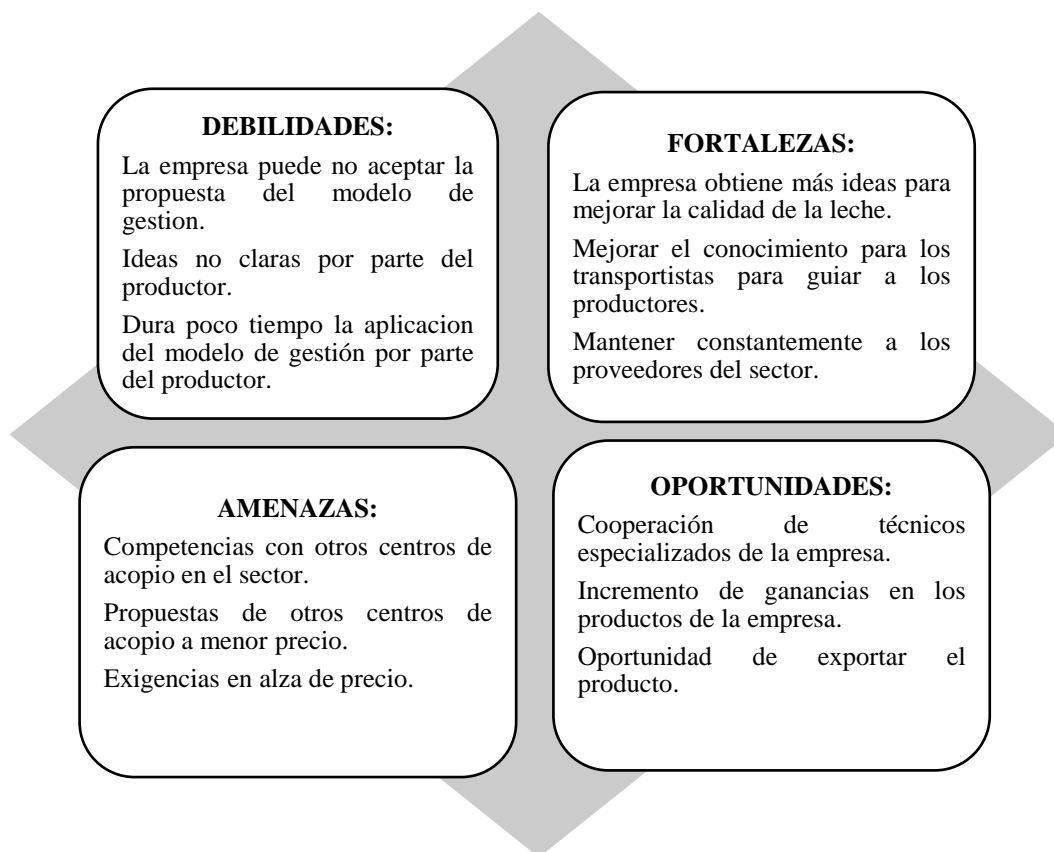 DEBILIDADES:
La empresa puede no aceptar la
propuesta del modelo de
gestion.
Ideas no claras por parte del
productor.
Dura poco tiempo la aplicacion
del modelo de gestión por parte
del productor.
FORTALEZAS:
La empresa obtiene más ideas para
mejorar la calidad de la leche.
Mejorar el conocimiento para los
transportistas para guiar a los
productores.
Mantener constantemente a los
proveedores del sector.
AMENAZAS:
Competencias con otros centros de
acopio en el sector.
Propuestas de otros centros de
acopio a menor precio.
Exigencias en alza de precio.
OPORTUNIDADES:
Cooperación de técnicos
especializados de la empresa.
Incremento de ganancias en los
productos de la empresa.
Oportunidad de exportar el
producto.